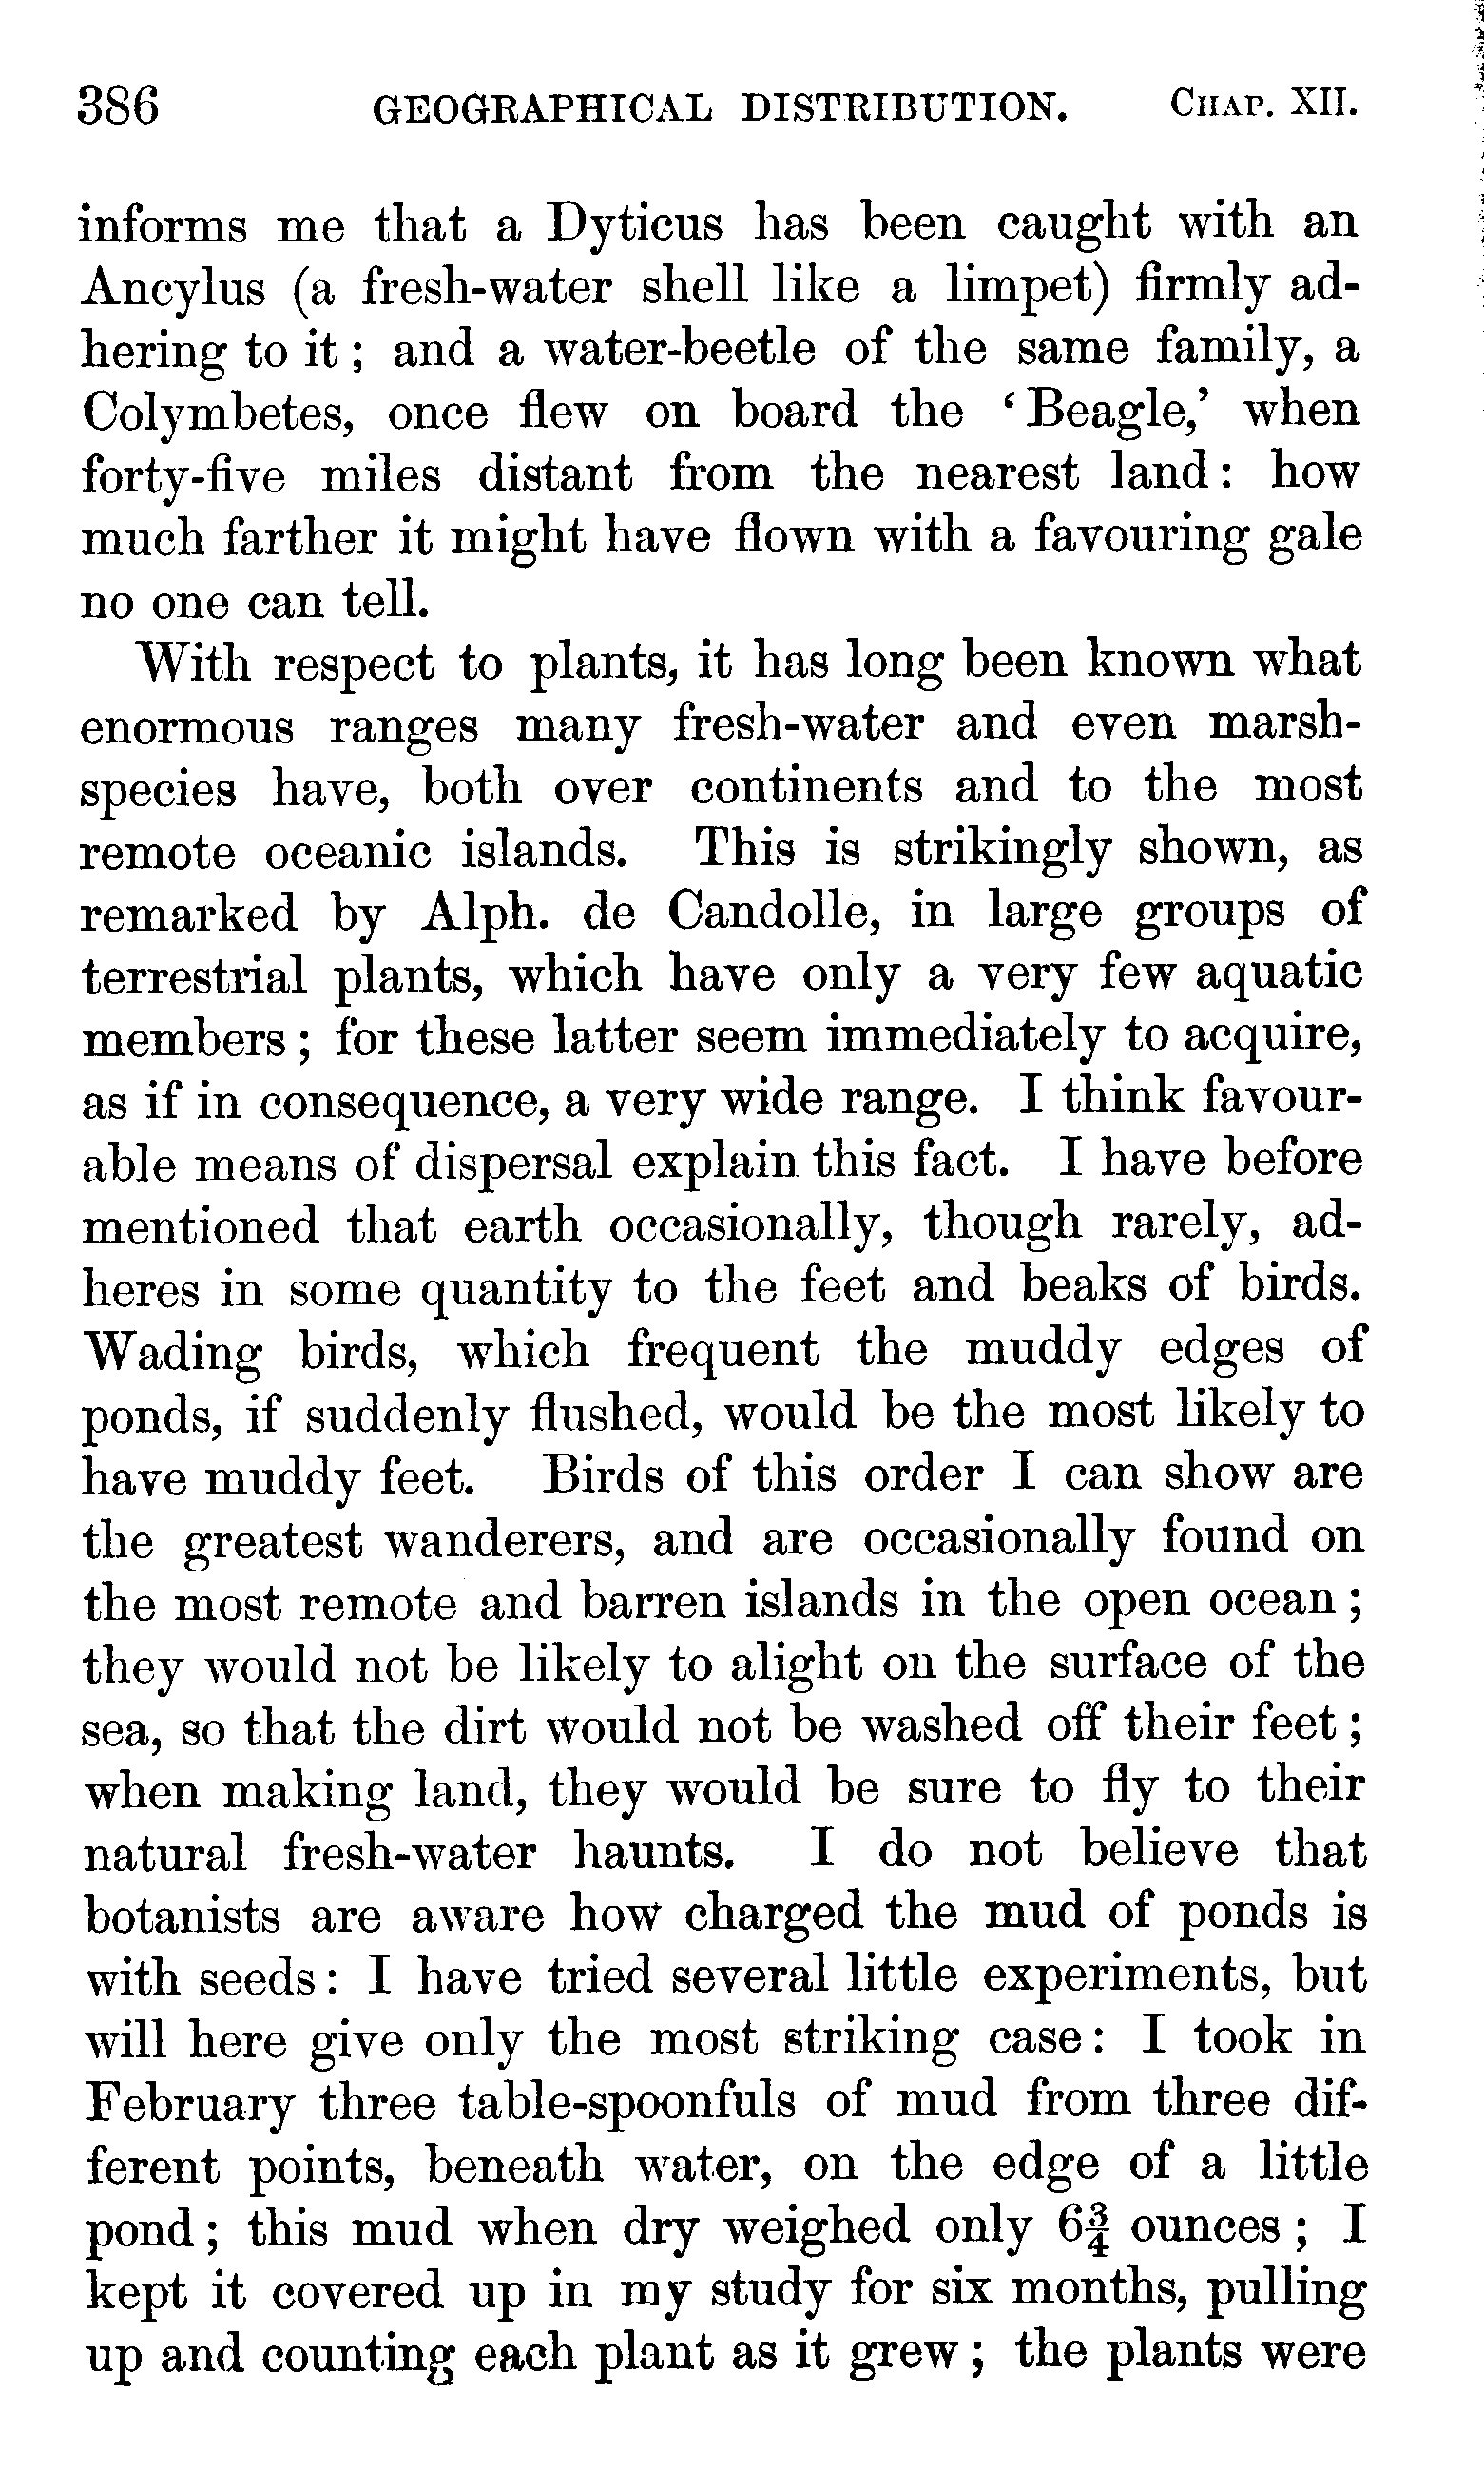 386 GEOGRAPHICAL DISTRIBUTION. CHAP. XII.
informs me that a Dyticus has been caught with an
Ancylus (a fresh-water shell like a limpet) firmly ad-
hering to it; and a water-beetle of the same family, a
Colymbetes, once flew on board the ‘Beagle,’ when
forty-five miles distant from the nearest land: how
much farther it might have flown with a favouring gale
no one can tell.
With respect to plants, it has long been known what
enormous ranges many fresh-water and even marsh-
species have, both over continents and to the most
remote oceanic islands. This is strikingly shown, as
remarked by Alph. de Candolle, in large groups of
terrestrial plants, which have only a very few aquatic
members; for these latter seem immediately to acquire,
as if in consequence, a very wide range. I think favour-
able means of dispersal explain this fact. I have before
mentioned that earth occasionally, though rarely, ad-
heres in some quantity to the feet and beaks of birds.
Wading birds, which frequent the muddy edges of
ponds, if suddenly flushed, would be the most likely to
have muddy feet. Birds of this order I can show are
the greatest wanderers, and are occasionally found on
the most remote and barren islands in the open ocean;
they would not be likely to alight on the surface of the
sea, so that the dirt would not be washed off their feet;
when making land, they would be sure to fly to their
natural fresh-water haunts. I do not believe that
botanists are aware how charged the mud of ponds is
with seeds: I have tried several little experiments, but
will here give only the most striking case: I took in
February three table-spoonfuls of mud from three dif-
ferent points, beneath water, on the edge of a little
pond; this mud when dry weighed only 6¾ ounces; I
kept it covered up in my study for six months, pulling
up and counting each plant as it grew; the plants were